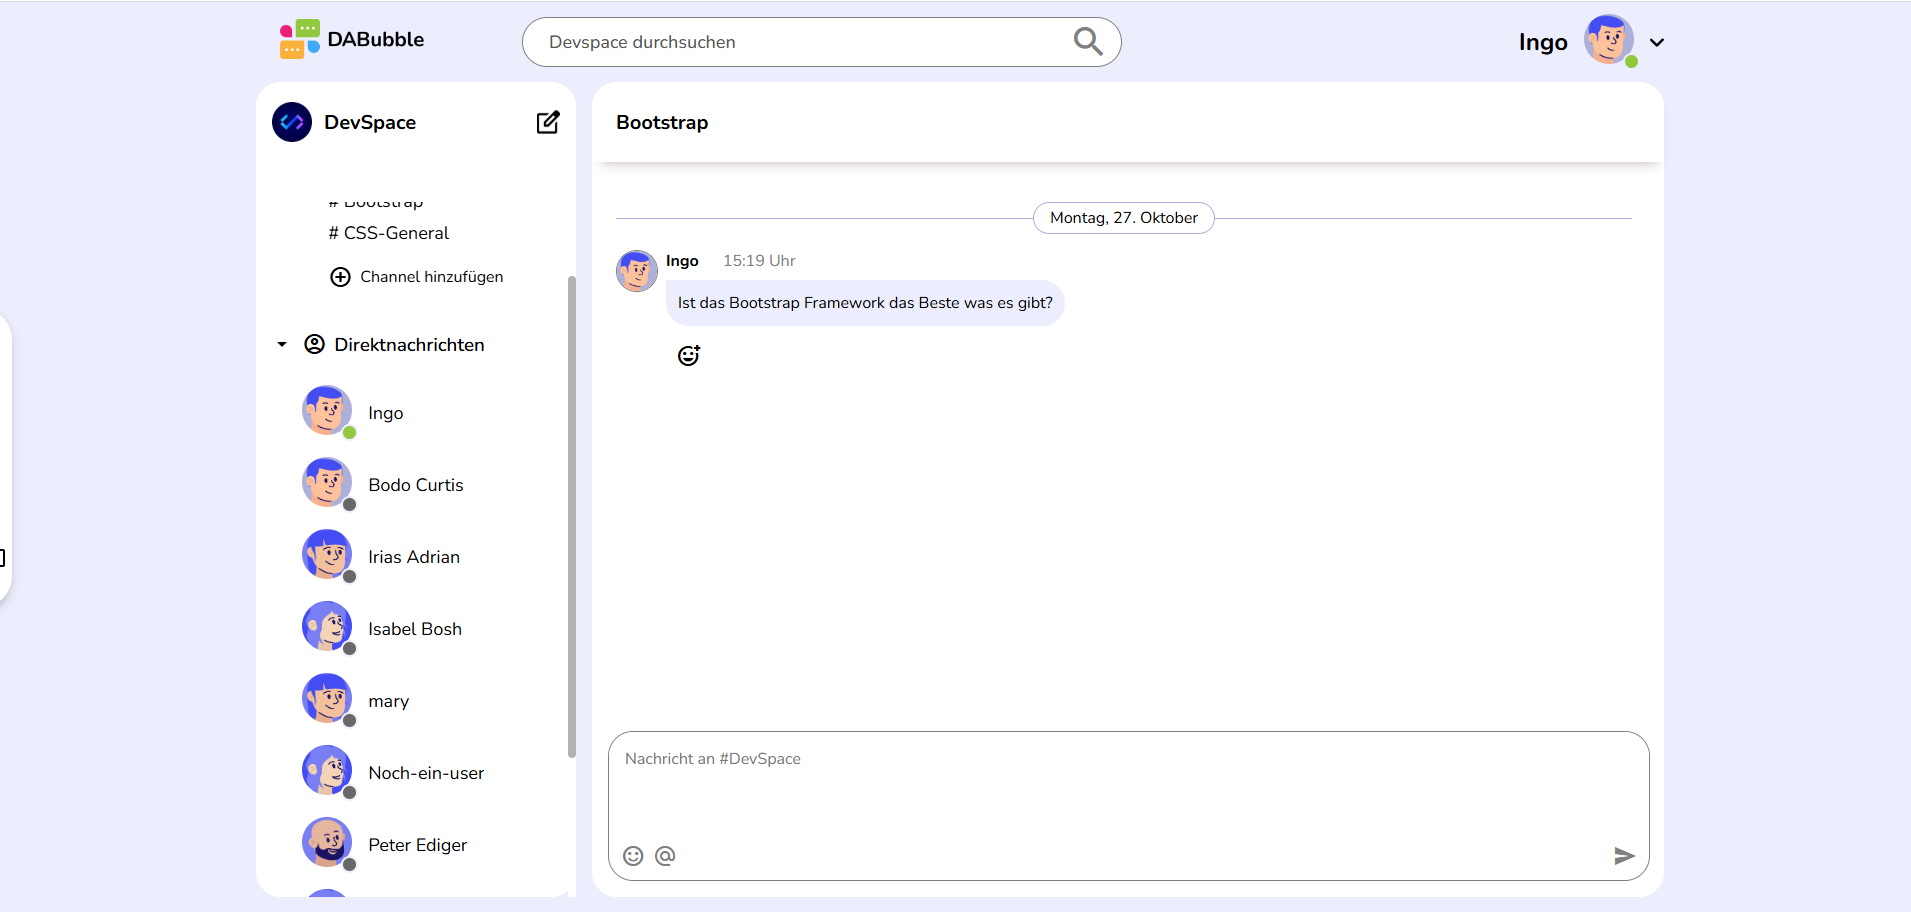 DABubble
Devspace durchsuchen
Ingo
DevSpace
# Bootstrap
# CSS-General
Channel hinzufügen
Direktnachrichten
Ingo
Bodo Curtis
Irias Adrian
Isabel Bosh
mary
Noch-ein-user
Peter Ediger
Bootstrap
Montag, 27. Oktober
Ingo 15:19 Uhr
Ist das Bootstrap Framework das Beste was es gibt?
Nachricht an #DevSpace